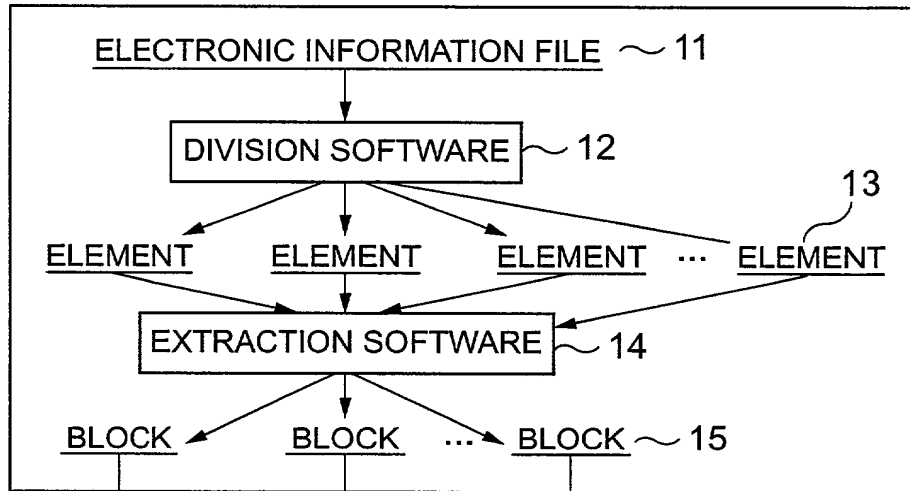 ELECTRONIC INFORMATION FILE 11
DIVISION SOFTWARE 12
13
ELEMENT ELEMENT ELEMENT ... ELEMENT
EXTRACTION SOFTWARE 14
BLOCK BLOCK ... BLOCK 15